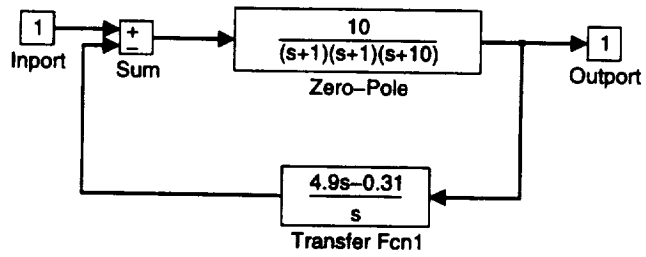 1
Inport
+
−
Sum
10
(s+1)(s+1)(s+10)
Zero−Pole
1
Outport
4.9s−0.31
s
Transfer Fcn1